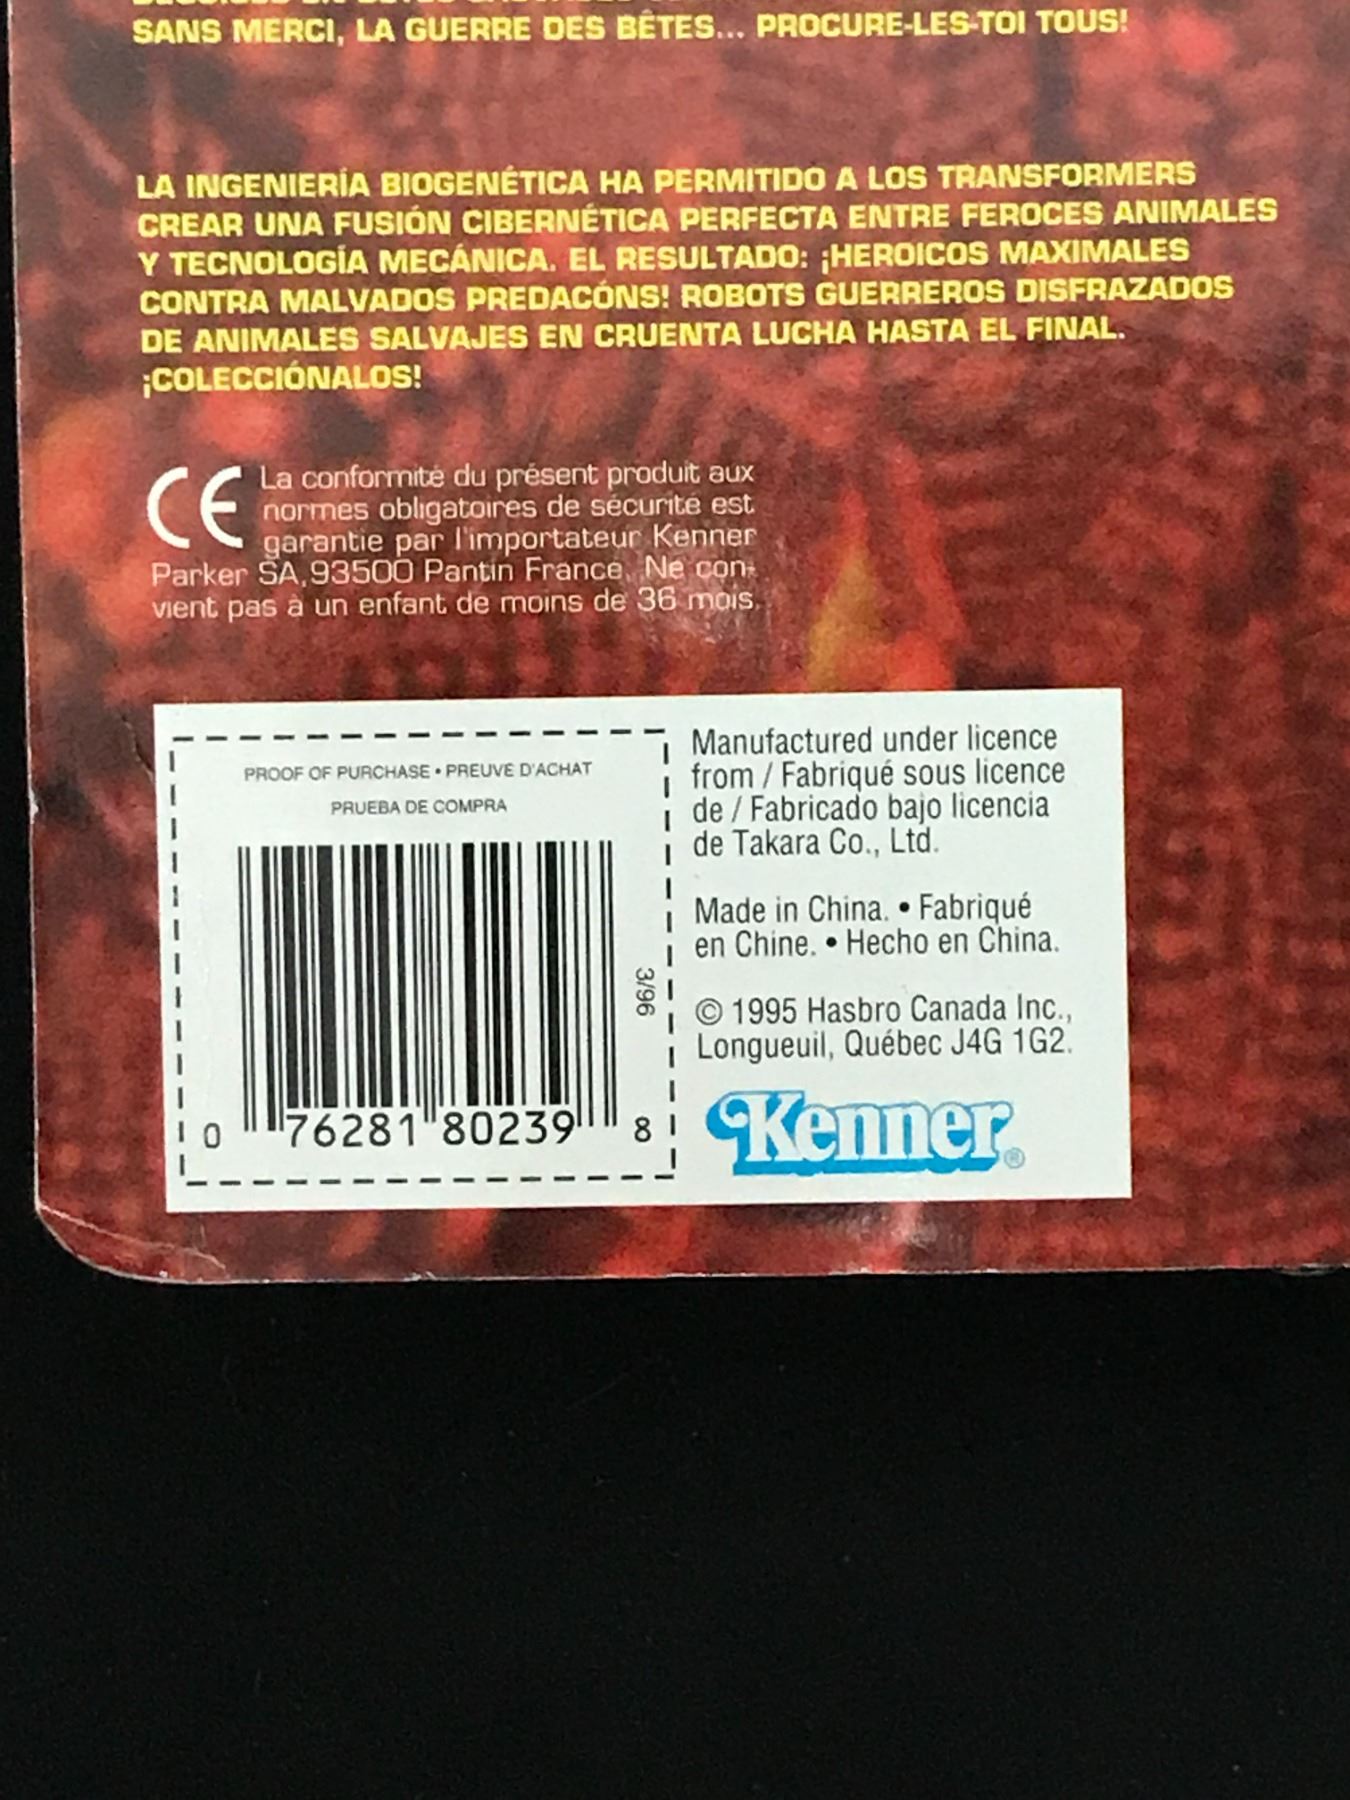 SANS MERCI, LA GUERRE DES BÊTES... PROCURE-LES-TOI TOUS!
LA INGENIERÍA BIOGENÉTICA HA PERMITIDO A LOS TRANSFORMERS
CREAR UNA FUSIÓN CIBERNÉTICA PERFECTA ENTRE FEROCES ANIMALES
Y TECNOLOGÍA MECÁNICA. EL RESULTADO: ¡HEROICOS MAXIMALES
CONTRA MALVADOS PREDACÓNS! ROBOTS GUERREROS DISFRAZADOS
DE ANIMALES SALVAJES EN CRUENTA LUCHA HASTA EL FINAL.
¡COLECCIÓNALOS!
CE La conformité du présent produit aux
normes obligatoires de sécurité est
garantie par l'importateur Kenner
Parker SA,93500 Pantin France. Ne con-
vient pas à un enfant de moins de 36 mois.
PROOF OF PURCHASE • PREUVE D'ACHAT
PRUEBA DE COMPRA
3/96
0 76281 80239 8
Manufactured under licence
from / Fabriqué sous licence
de / Fabricado bajo licencia
de Takara Co., Ltd.
Made in China. • Fabriqué
en Chine. • Hecho en China.
© 1995 Hasbro Canada Inc.,
Longueuil, Québec J4G 1G2.
Kenner®